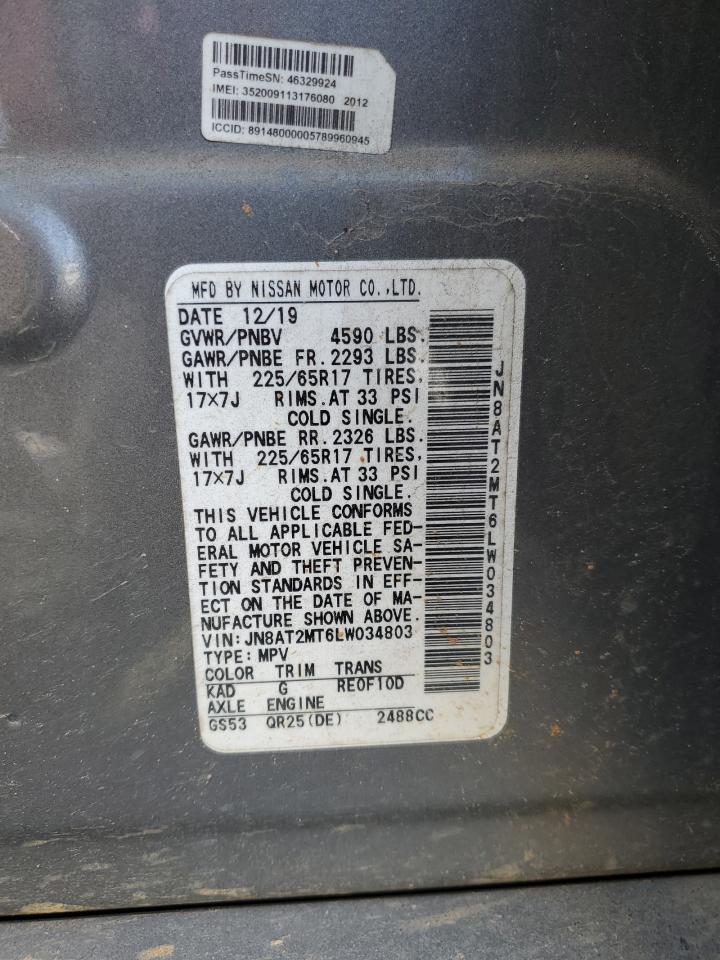 PassTimeSN: 46329924
IMEI: 352009113176080 2012
ICCID: 89148000005789960945
MFD BY NISSAN MOTOR CO.,LTD.
DATE 12/19
GVWR/PNBV 4590 LBS.
GAWR/PNBE FR. 2293 LBS.
WITH 225/65R17 TIRES,
17×7J RIMS. AT 33 PSI
COLD SINGLE.
GAWR/PNBE RR. 2326 LBS.
WITH 225/65R17 TIRES,
17×7J RIMS. AT 33 PSI
COLD SINGLE.
THIS VEHICLE CONFORMS
TO ALL APPLICABLE FED-
ERAL MOTOR VEHICLE SA-
FETY AND THEFT PREVEN-
TION STANDARDS IN EFF-
ECT ON THE DATE OF MA-
NUFACTURE SHOWN ABOVE.
VIN:JN8AT2MT6LW034803
TYPE:MPV
COLOR TRIM TRANS
KAD G RE0F10D
AXLE ENGINE
GS53 QR25(DE) 2488CC
JN8AT2MT6LW034803